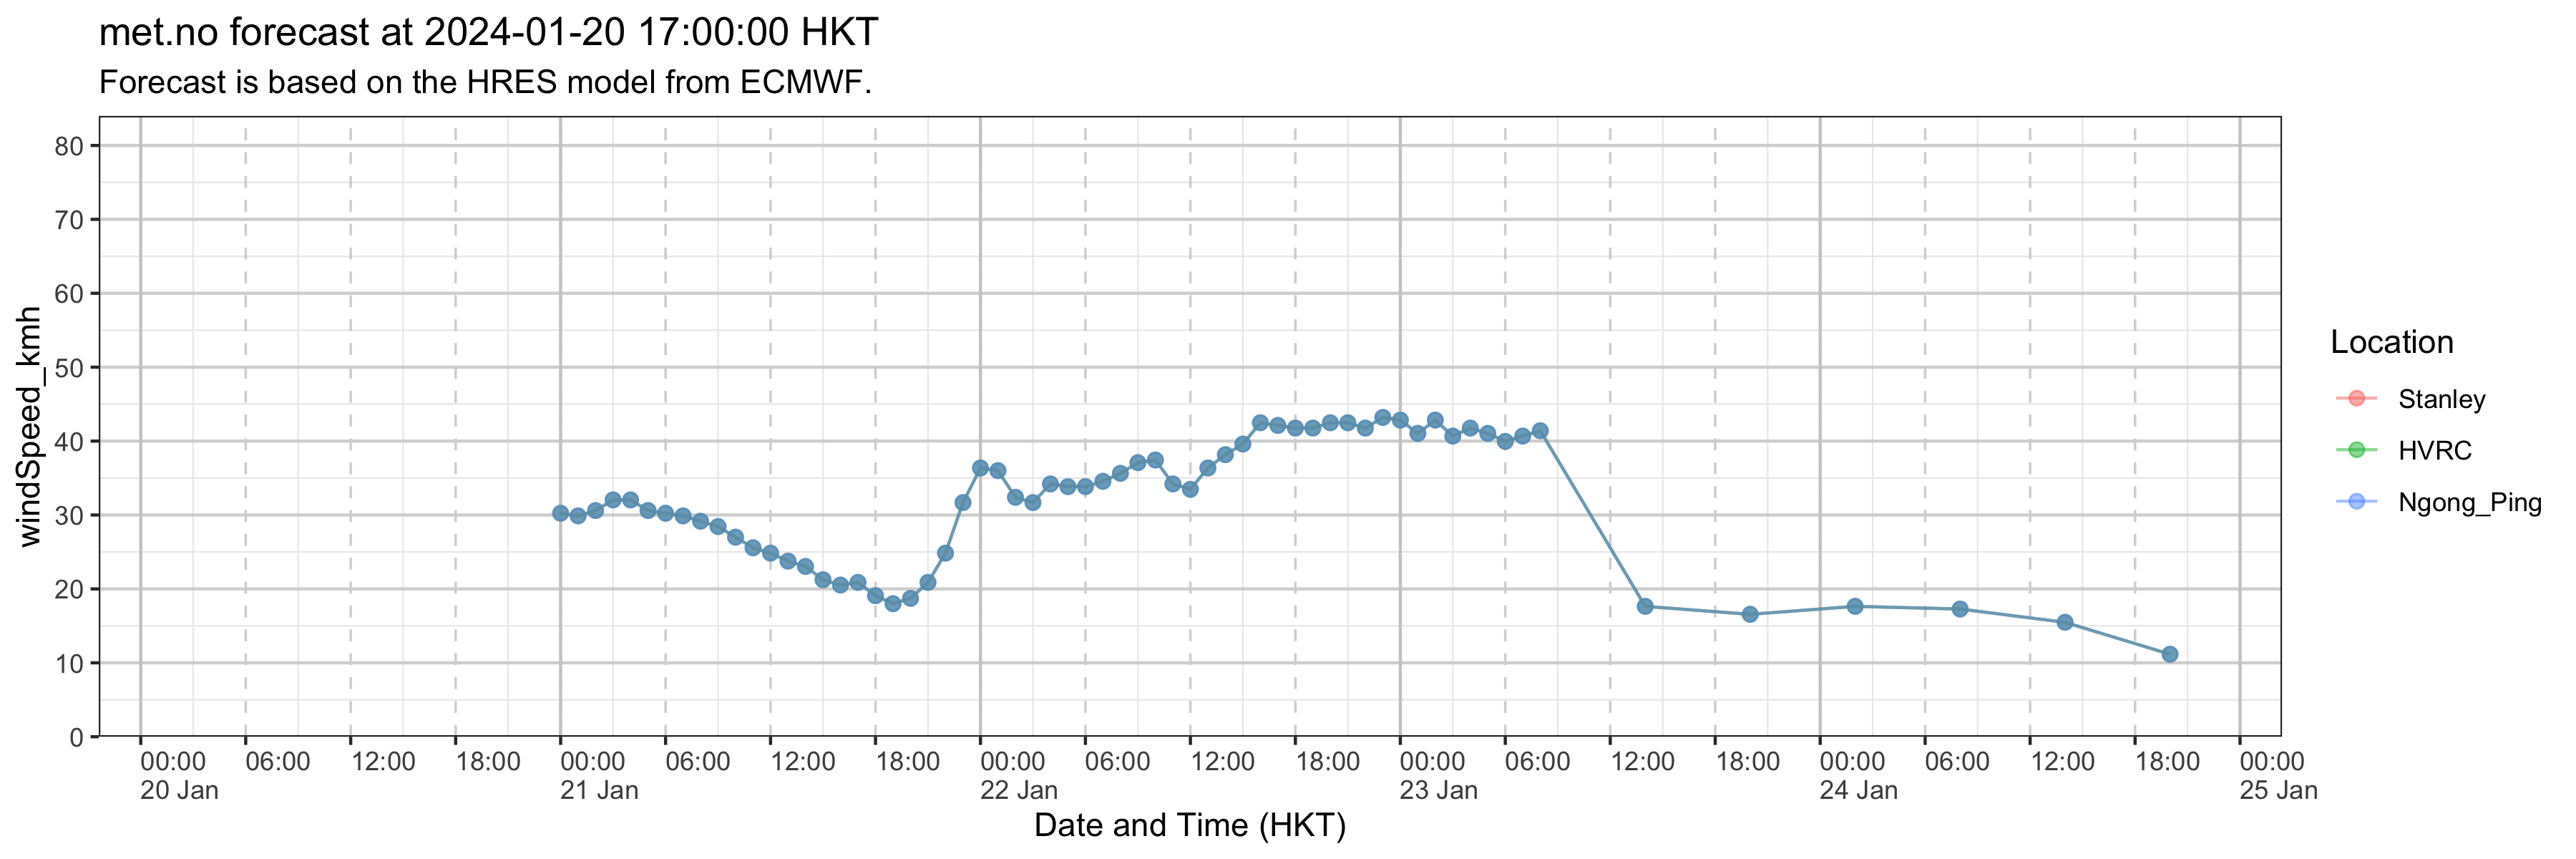 met.no forecast at 2024-01-20 17:00:00 HKT
Forecast is based on the HRES model from ECMWF.
windSpeed_kmh
80
70
60
50
40
30
20
10
0
00:00 06:00 12:00 18:00 00:00 06:00 12:00 18:00 00:00 06:00 12:00 18:00 00:00 06:00 12:00 18:00 00:00 06:00 12:00 18:00 00:00
20 Jan 21 Jan 22 Jan 23 Jan 24 Jan 25 Jan
Date and Time (HKT)
Location
Stanley
HVRC
Ngong_Ping